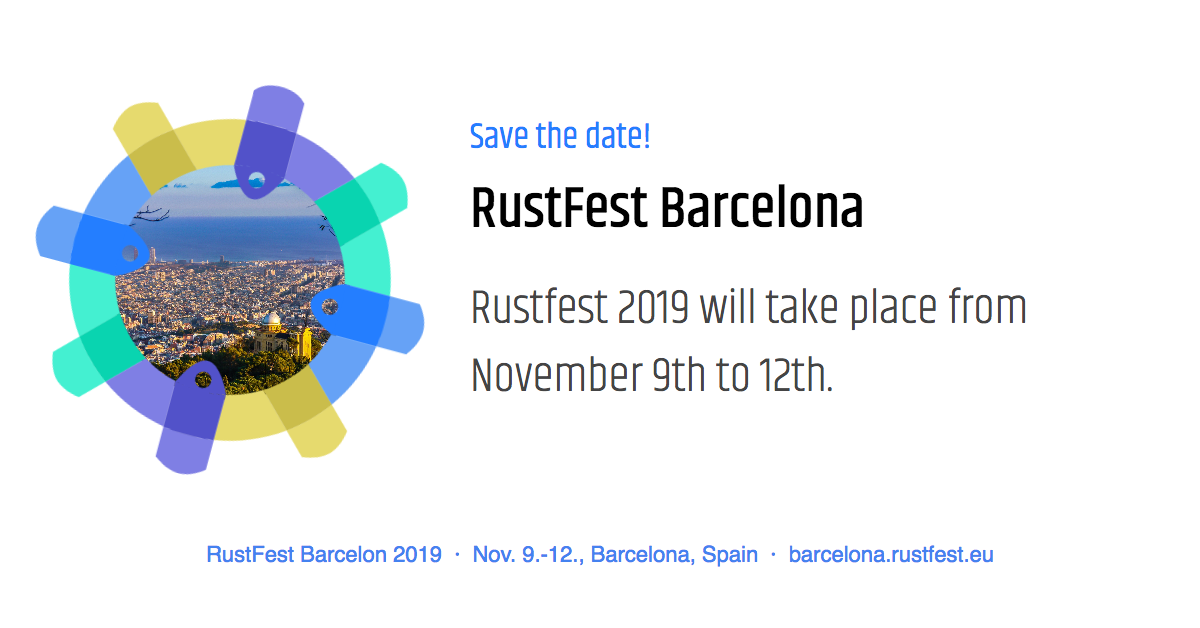 Save the date!
RustFest Barcelona
Rustfest 2019 will take place from
November 9th to 12th.
RustFest Barcelon 2019 · Nov. 9.-12., Barcelona, Spain · barcelona.rustfest.eu